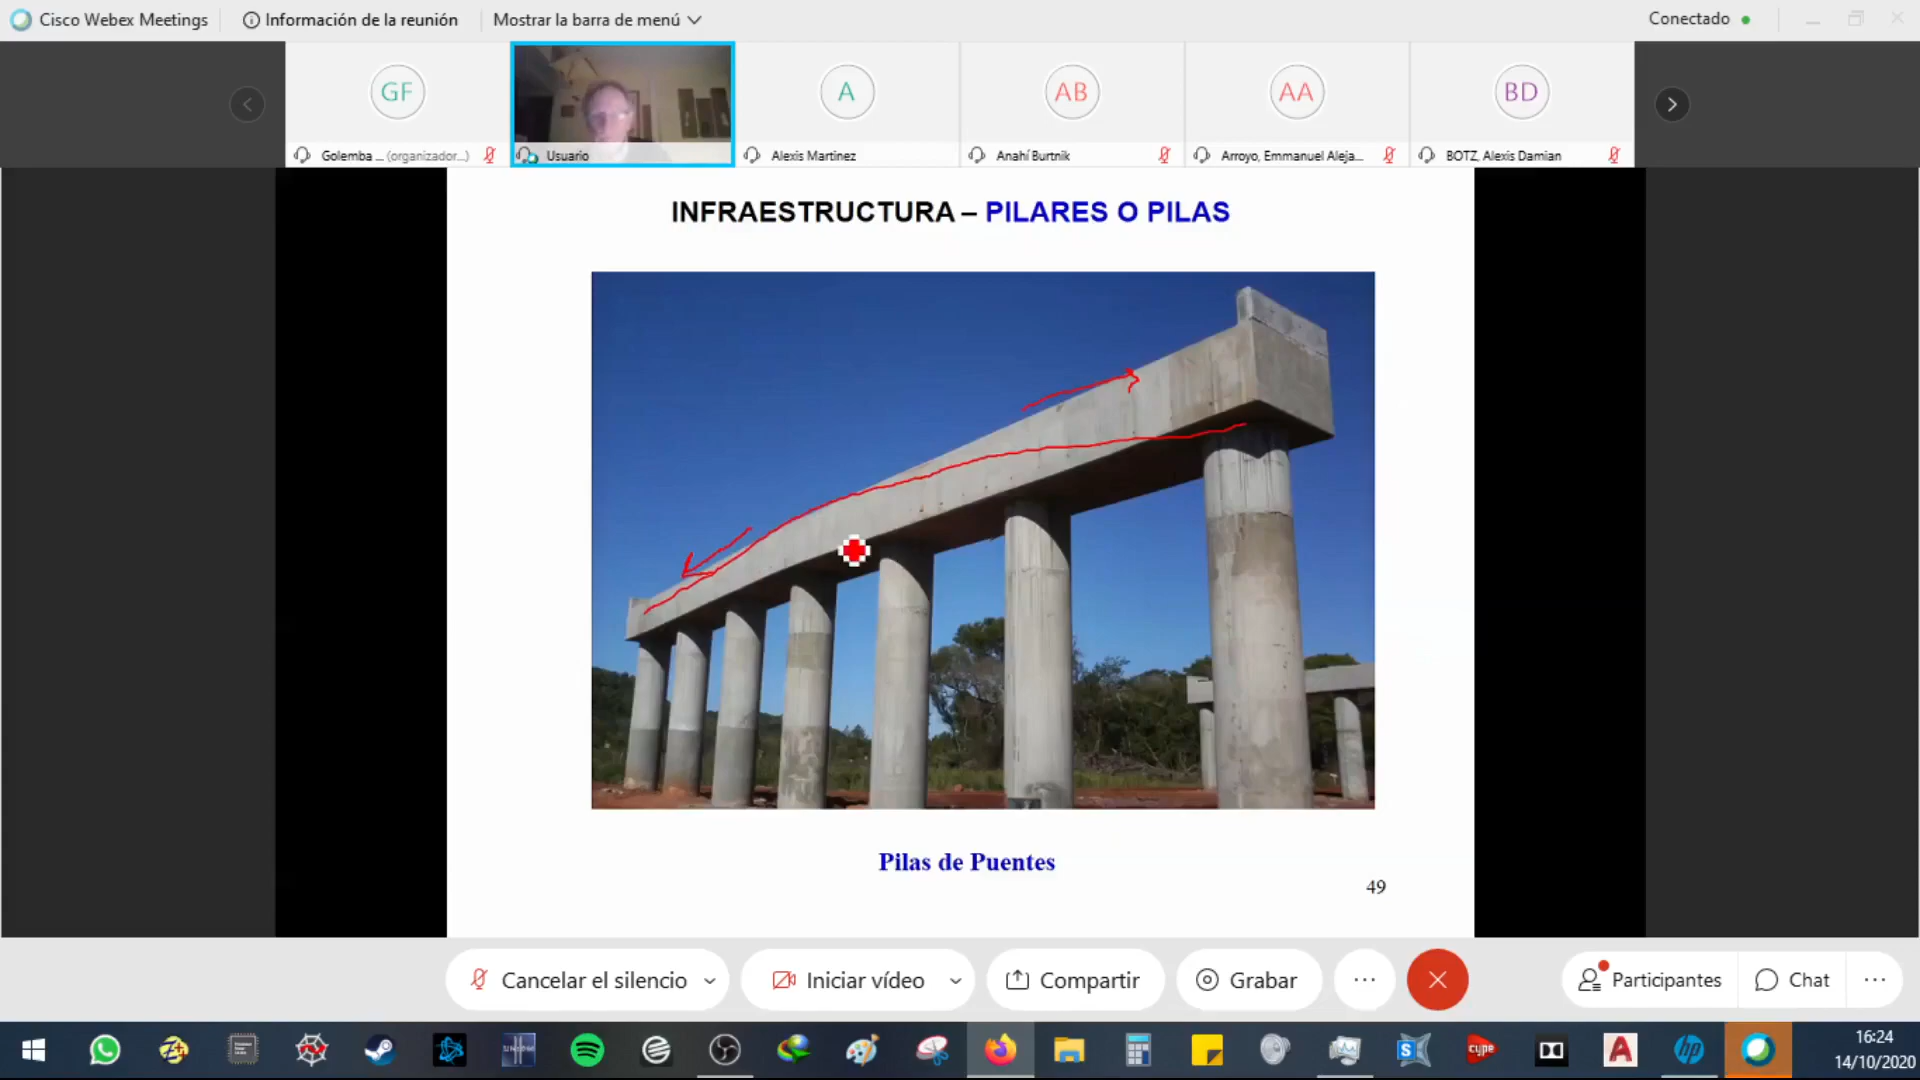 Cisco Webex Meetings
Información de la reunión
Mostrar la barra de menú
Conectado
GF
A
AB
AA
BD
Golemba ... (organizador...)
Usuario
Alexis Martinez
Anahí Burtnik
Arroyo, Emmanuel Aleja...
BOTZ, Alexis Damian
INFRAESTRUCTURA – PILARES O PILAS
Pilas de Puentes
49
Cancelar el silencio
Iniciar vídeo
Compartir
Grabar
Participantes
Chat
cype
16:24
14/10/2020